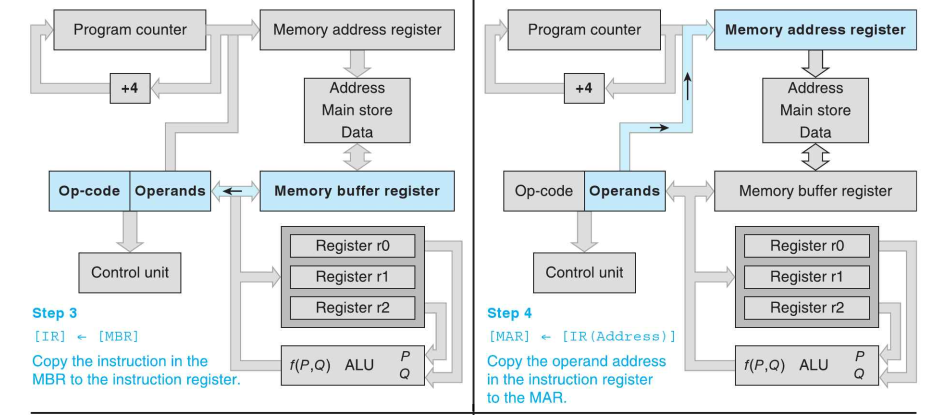 Program counter
Memory address register
+4
Address
Main store
Data
Op-code
Operands
Memory buffer register
Control unit
Register r0
Register r1
Register r2
f(P,Q) ALU P
Q
Step 3
[IR] ← [MBR]
Copy the instruction in the
MBR to the instruction register.
Program counter
Memory address register
+4
Address
Main store
Data
Op-code
Operands
Memory buffer register
Control unit
Register r0
Register r1
Register r2
f(P,Q) ALU P
Q
Step 4
[MAR] ← [IR(Address)]
Copy the operand address
in the instruction register
to the MAR.